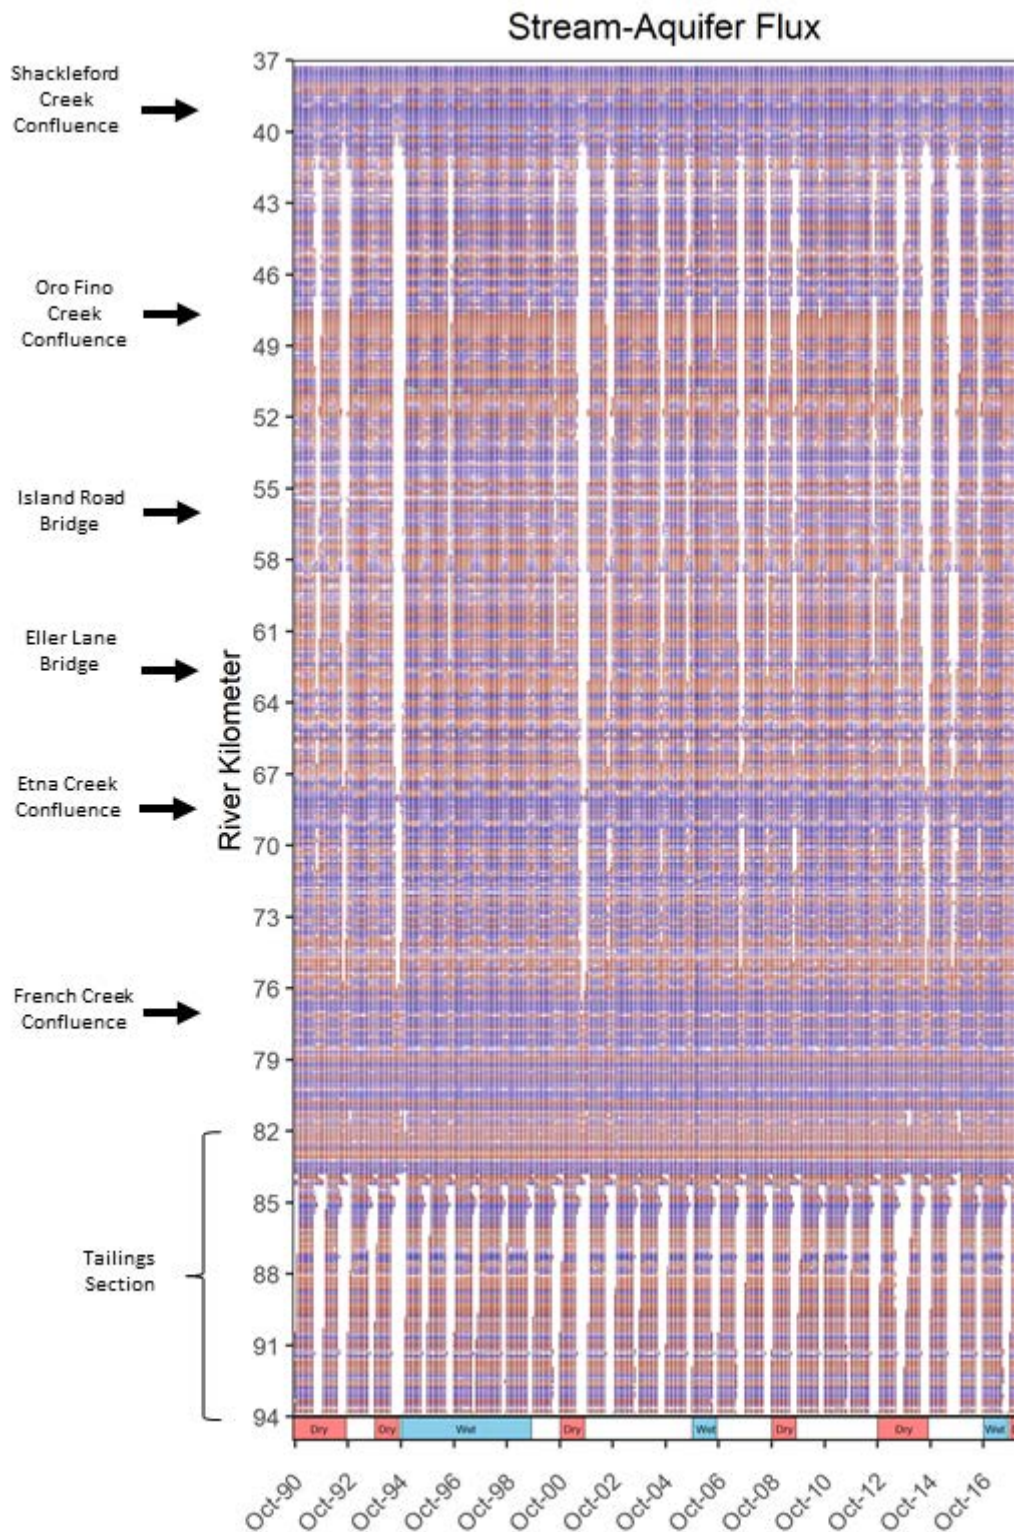 Stream-Aquifer Flux
Shackleford
Creek
Confluence
Oro Fino
Creek
Confluence
Island Road
Bridge
Eller Lane
Bridge
Etna Creek
Confluence
French Creek
Confluence
Tailings
Section
River Kilometer
37
40
43
46
49
52
55
58
61
64
67
70
73
76
79
82
85
88
91
94
Dry
Dry
Wet
Dry
Wet
Dry
Dry
Wet
Oct-90
Oct-92
Oct-94
Oct-96
Oct-98
Oct-00
Oct-02
Oct-04
Oct-06
Oct-08
Oct-10
Oct-12
Oct-14
Oct-16